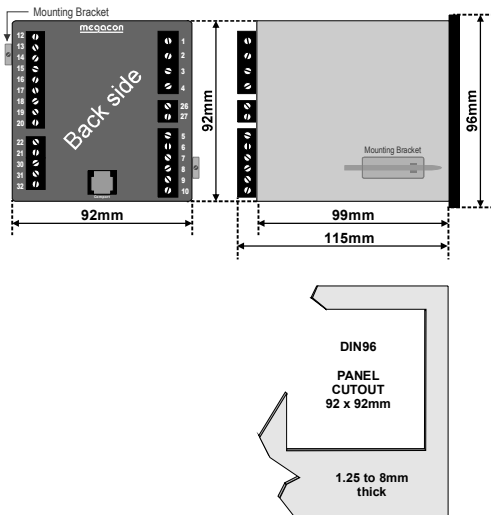 Mounting Bracket
megacon
12
13
14
15
16
17
18
19
20
22
21
30
31
32
Back side
1
2
3
4
26
27
5
6
7
8
9
10
92mm
92mm
Mounting Bracket
96mm
99mm
115mm
DIN96
PANEL
CUTOUT
92 x 92mm
1.25 to 8mm
thick